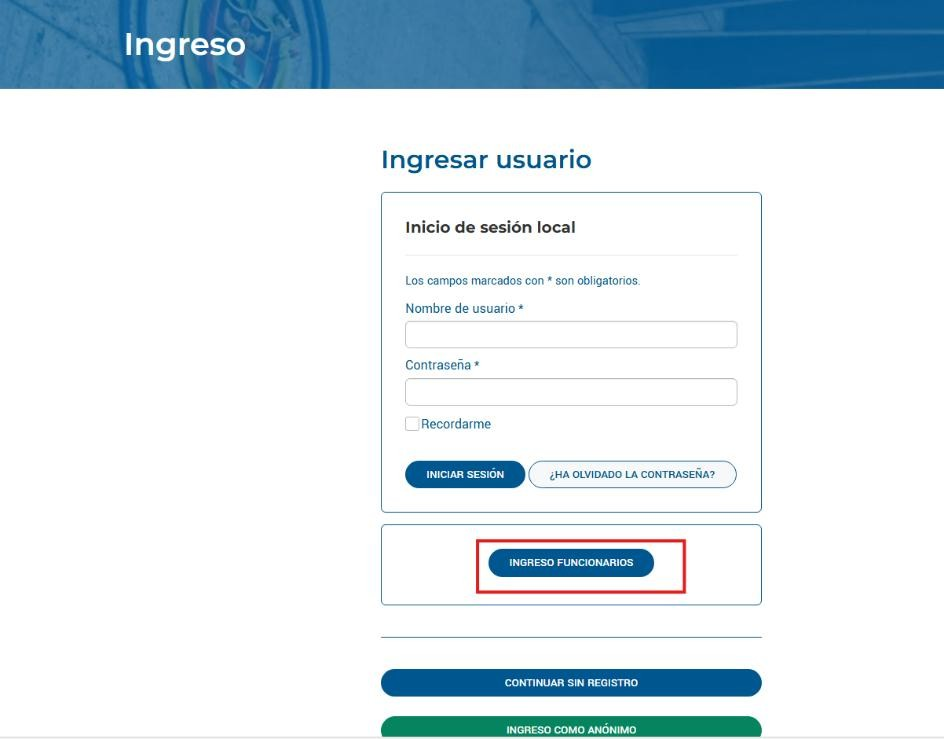 Ingreso
Ingresar usuario
Inicio de sesión local
Los campos marcados con * son obligatorios.
Nombre de usuario *
Contraseña *
Recordarme
INICIAR SESIÓN
¿HA OLVIDADO LA CONTRASEÑA?
INGRESO FUNCIONARIOS
CONTINUAR SIN REGISTRO
INGRESO COMO ANÓNIMO